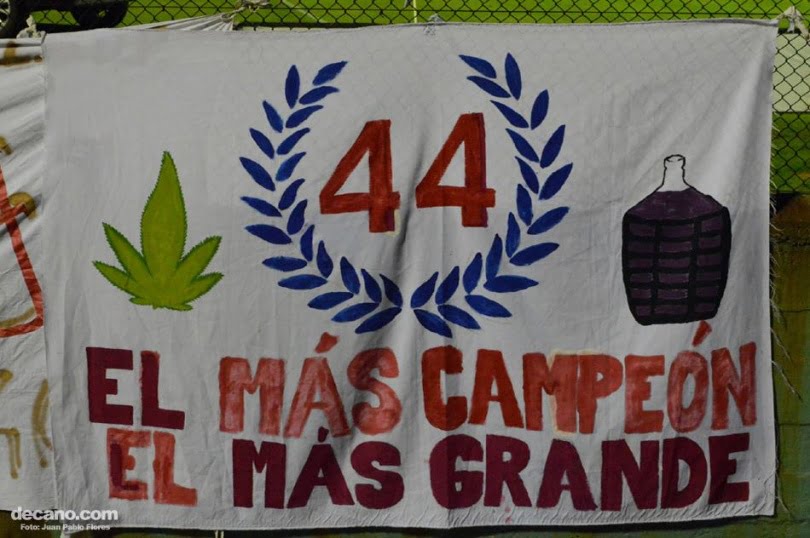 44
EL MÁS CAMPEÓN
EL MÁS GRANDE
decano.com
Foto: Juan Pablo Flores